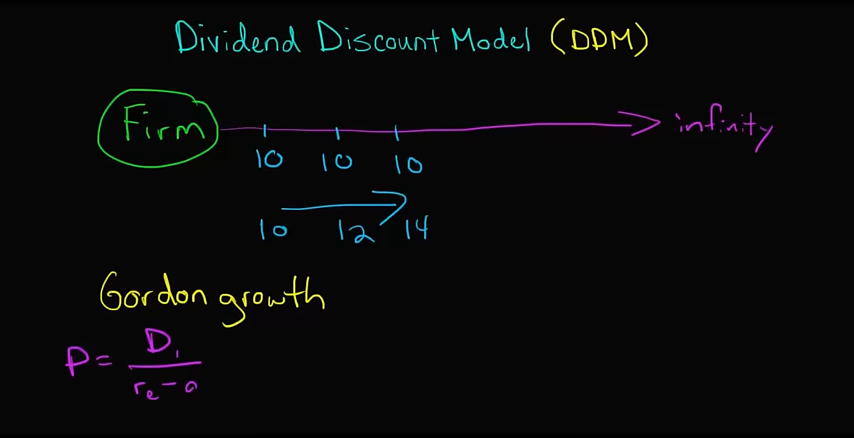 Dividend Discount Model (DDM)
Firm
infinity
10 10 10
10 12 14
Gordon growth
P = D₁ / rₑ -